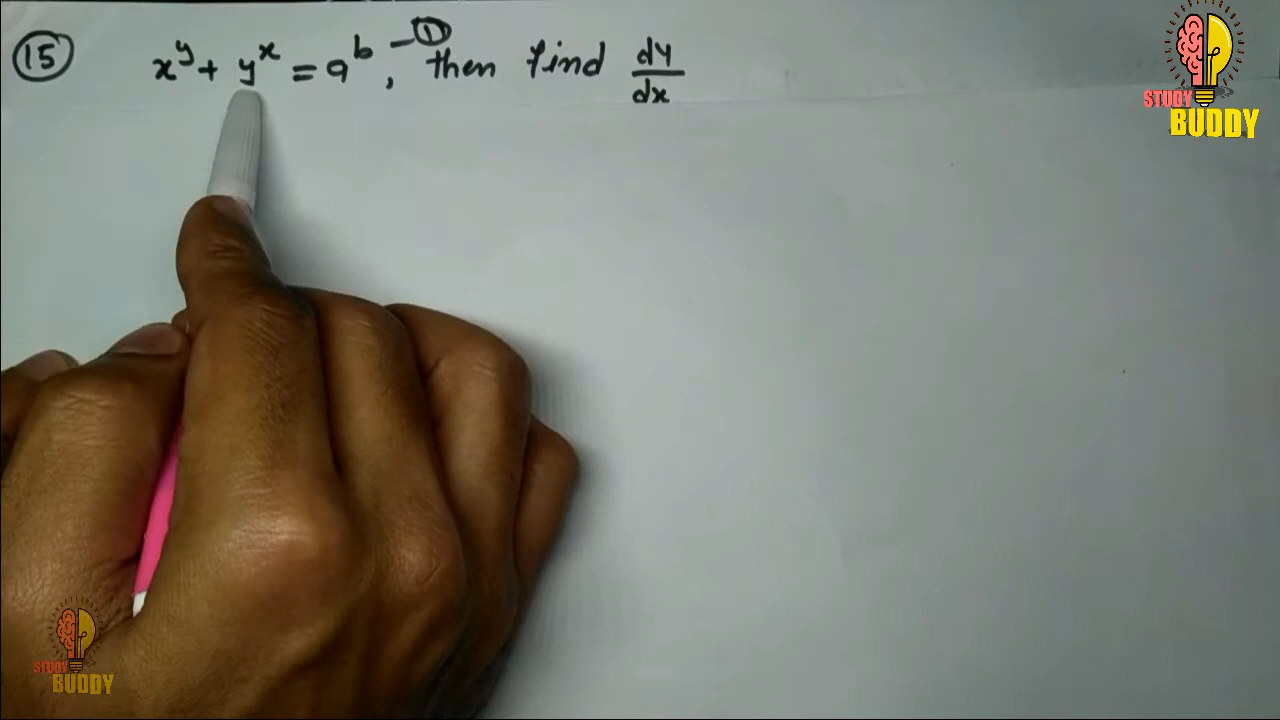 ⑮ x^y + y^x = a^b —①, then find dy/dx
STUDY
BUDDY
STUDY
BUDDY